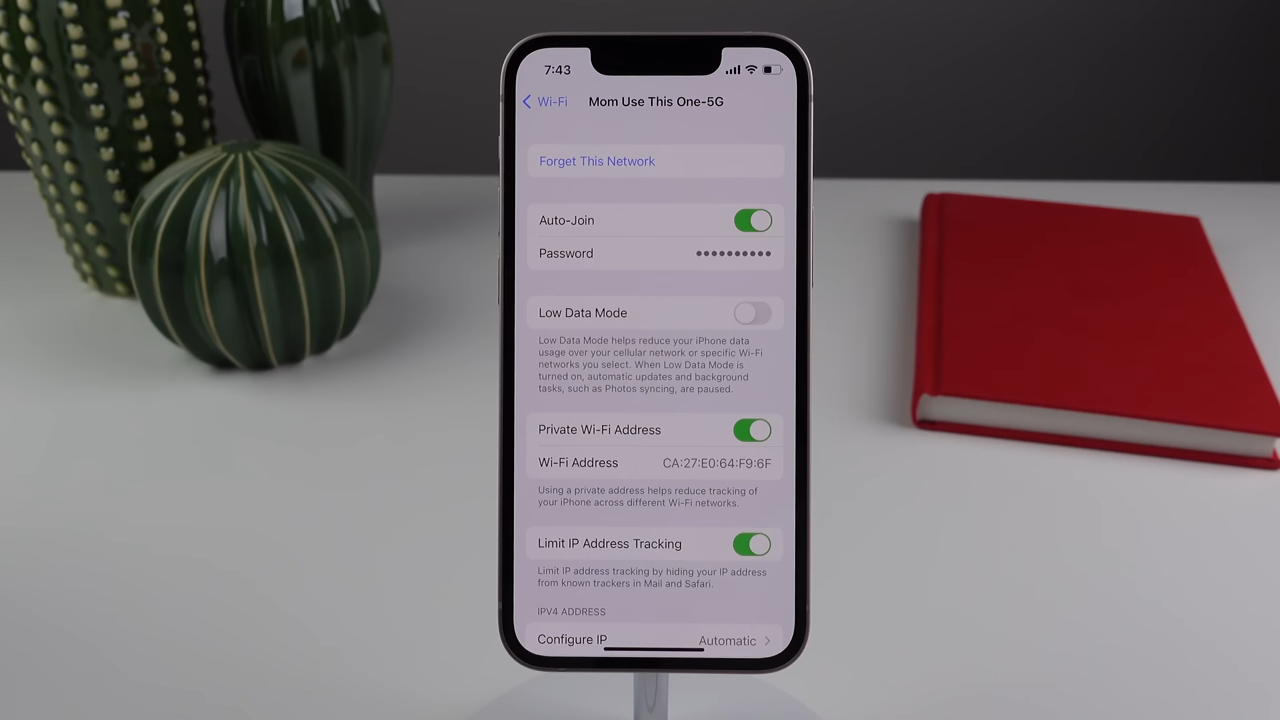 7:43
Wi-Fi Mom Use This One-5G
Forget This Network
Auto-Join
Password ••••••••••
Low Data Mode
Low Data Mode helps reduce your iPhone data
usage over your cellular network or specific Wi-Fi
networks you select. When Low Data Mode is
turned on, automatic updates and background
tasks, such as Photos syncing, are paused.
Private Wi-Fi Address
Wi-Fi Address CA:27:E0:64:F9:6F
Using a private address helps reduce tracking of
your iPhone across different Wi-Fi networks.
Limit IP Address Tracking
Limit IP address tracking by hiding your IP address
from known trackers in Mail and Safari.
IPV4 ADDRESS
Configure IP Automatic